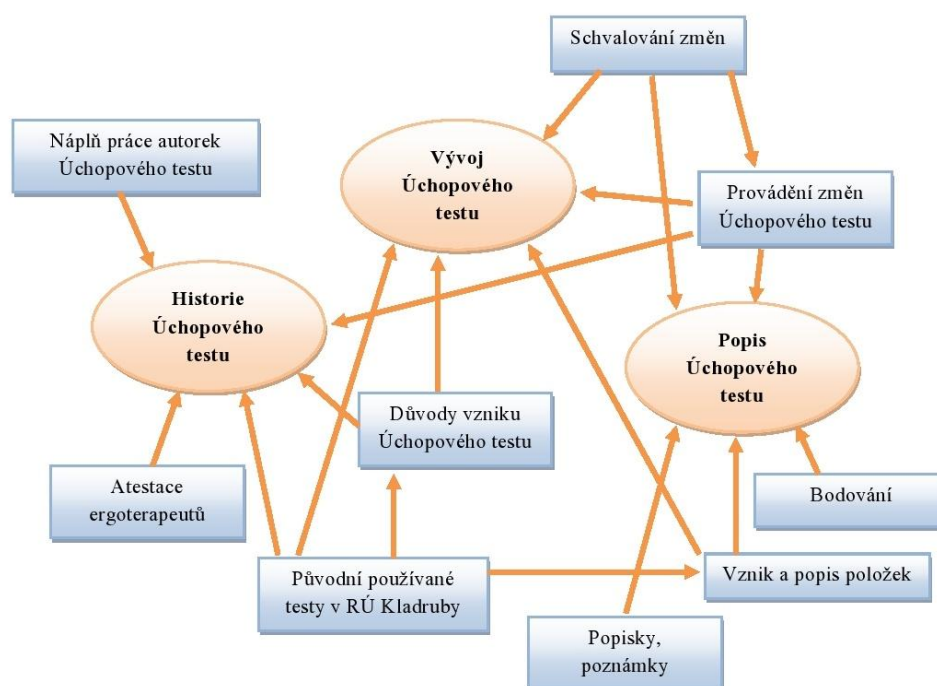 Schvalování změn
Náplň práce autorek
Úchopového testu
Vývoj
Úchopového
testu
Provádění změn
Úchopového testu
Historie
Úchopového
testu
Popis
Úchopového
testu
Důvody vzniku
Úchopového testu
Atestace
ergoterapeutů
Bodování
Původní používané
testy v RÚ Kladruby
Vznik a popis položek
Popisky,
poznámky